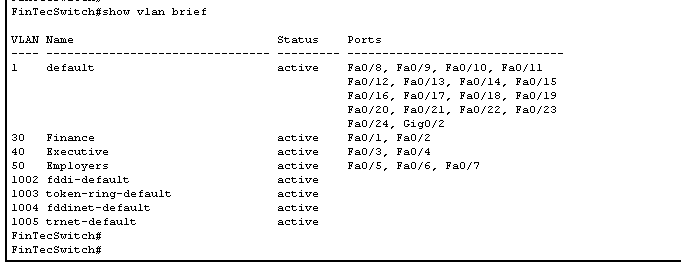 FinTecSwitch#show vlan brief
VLAN Name                             Status    Ports
---- -------------------------------- --------- -------------------------------
1    default                          active    Fa0/8, Fa0/9, Fa0/10, Fa0/11
                                                Fa0/12, Fa0/13, Fa0/14, Fa0/15
                                                Fa0/16, Fa0/17, Fa0/18, Fa0/19
                                                Fa0/20, Fa0/21, Fa0/22, Fa0/23
                                                Fa0/24, Gig0/2
30   Finance                          active    Fa0/1, Fa0/2
40   Executive                        active    Fa0/3, Fa0/4
50   Employers                        active    Fa0/5, Fa0/6, Fa0/7
1002 fddi-default                     active
1003 token-ring-default               active
1004 fddinet-default                  active
1005 trnet-default                    active
FinTecSwitch#
FinTecSwitch#